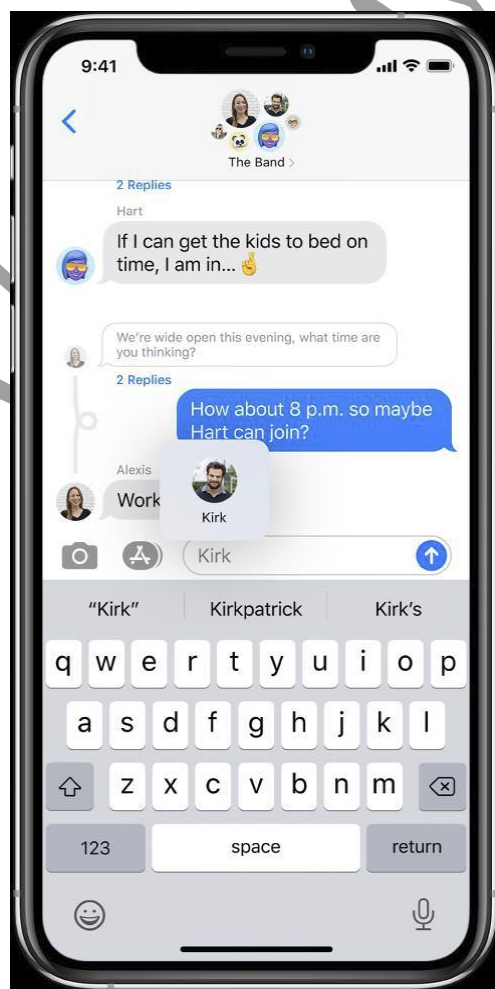 9:41
The Band >
2 Replies
Hart
If I can get the kids to bed on
time, I am in...🤞
We're wide open this evening, what time are
you thinking?
2 Replies
How about 8 p.m. so maybe
Hart can join?
Alexis
Work
Kirk
Kirk
“Kirk” Kirkpatrick Kirk's
q w e r t y u i o p
a s d f g h j k l
z x c v b n m
123 space return